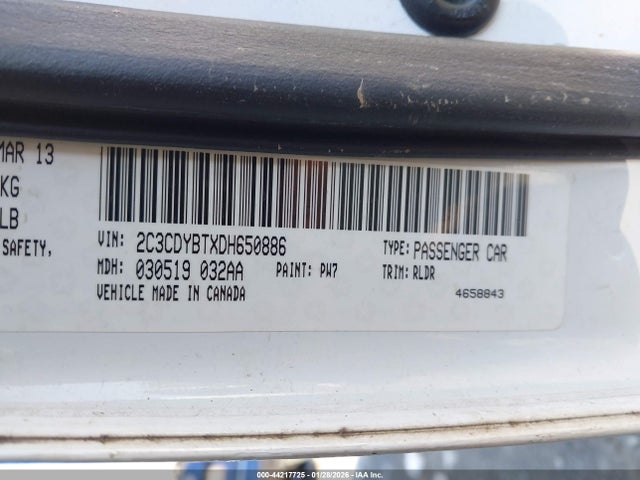 MAR 13
KG
LB
SAFETY,
VIN: 2C3CDYBTXDH650886
TYPE: PASSENGER CAR
MDH: 030519 032AA
PAINT: PW7
TRIM: RLDR
VEHICLE MADE IN CANADA
4658843
000-44217725 | 01/28/2026 - IAA Inc.